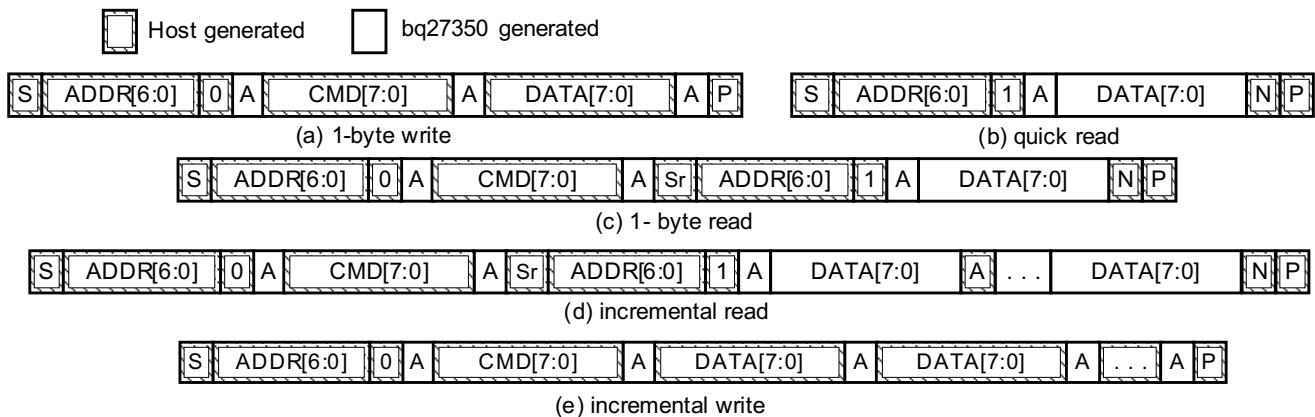 Host generated bq27350 generated
S ADDR[6:0] 0 A CMD[7:0] A DATA[7:0] A P S ADDR[6:0] 1 A DATA[7:0] N P
(a) 1-byte write (b) quick read
S ADDR[6:0] 0 A CMD[7:0] A Sr ADDR[6:0] 1 A DATA[7:0] N P
(c) 1- byte read
S ADDR[6:0] 0 A CMD[7:0] A Sr ADDR[6:0] 1 A DATA[7:0] A . . . DATA[7:0] N P
(d) incremental read
S ADDR[6:0] 0 A CMD[7:0] A DATA[7:0] A DATA[7:0] A . . . A P
(e) incremental write